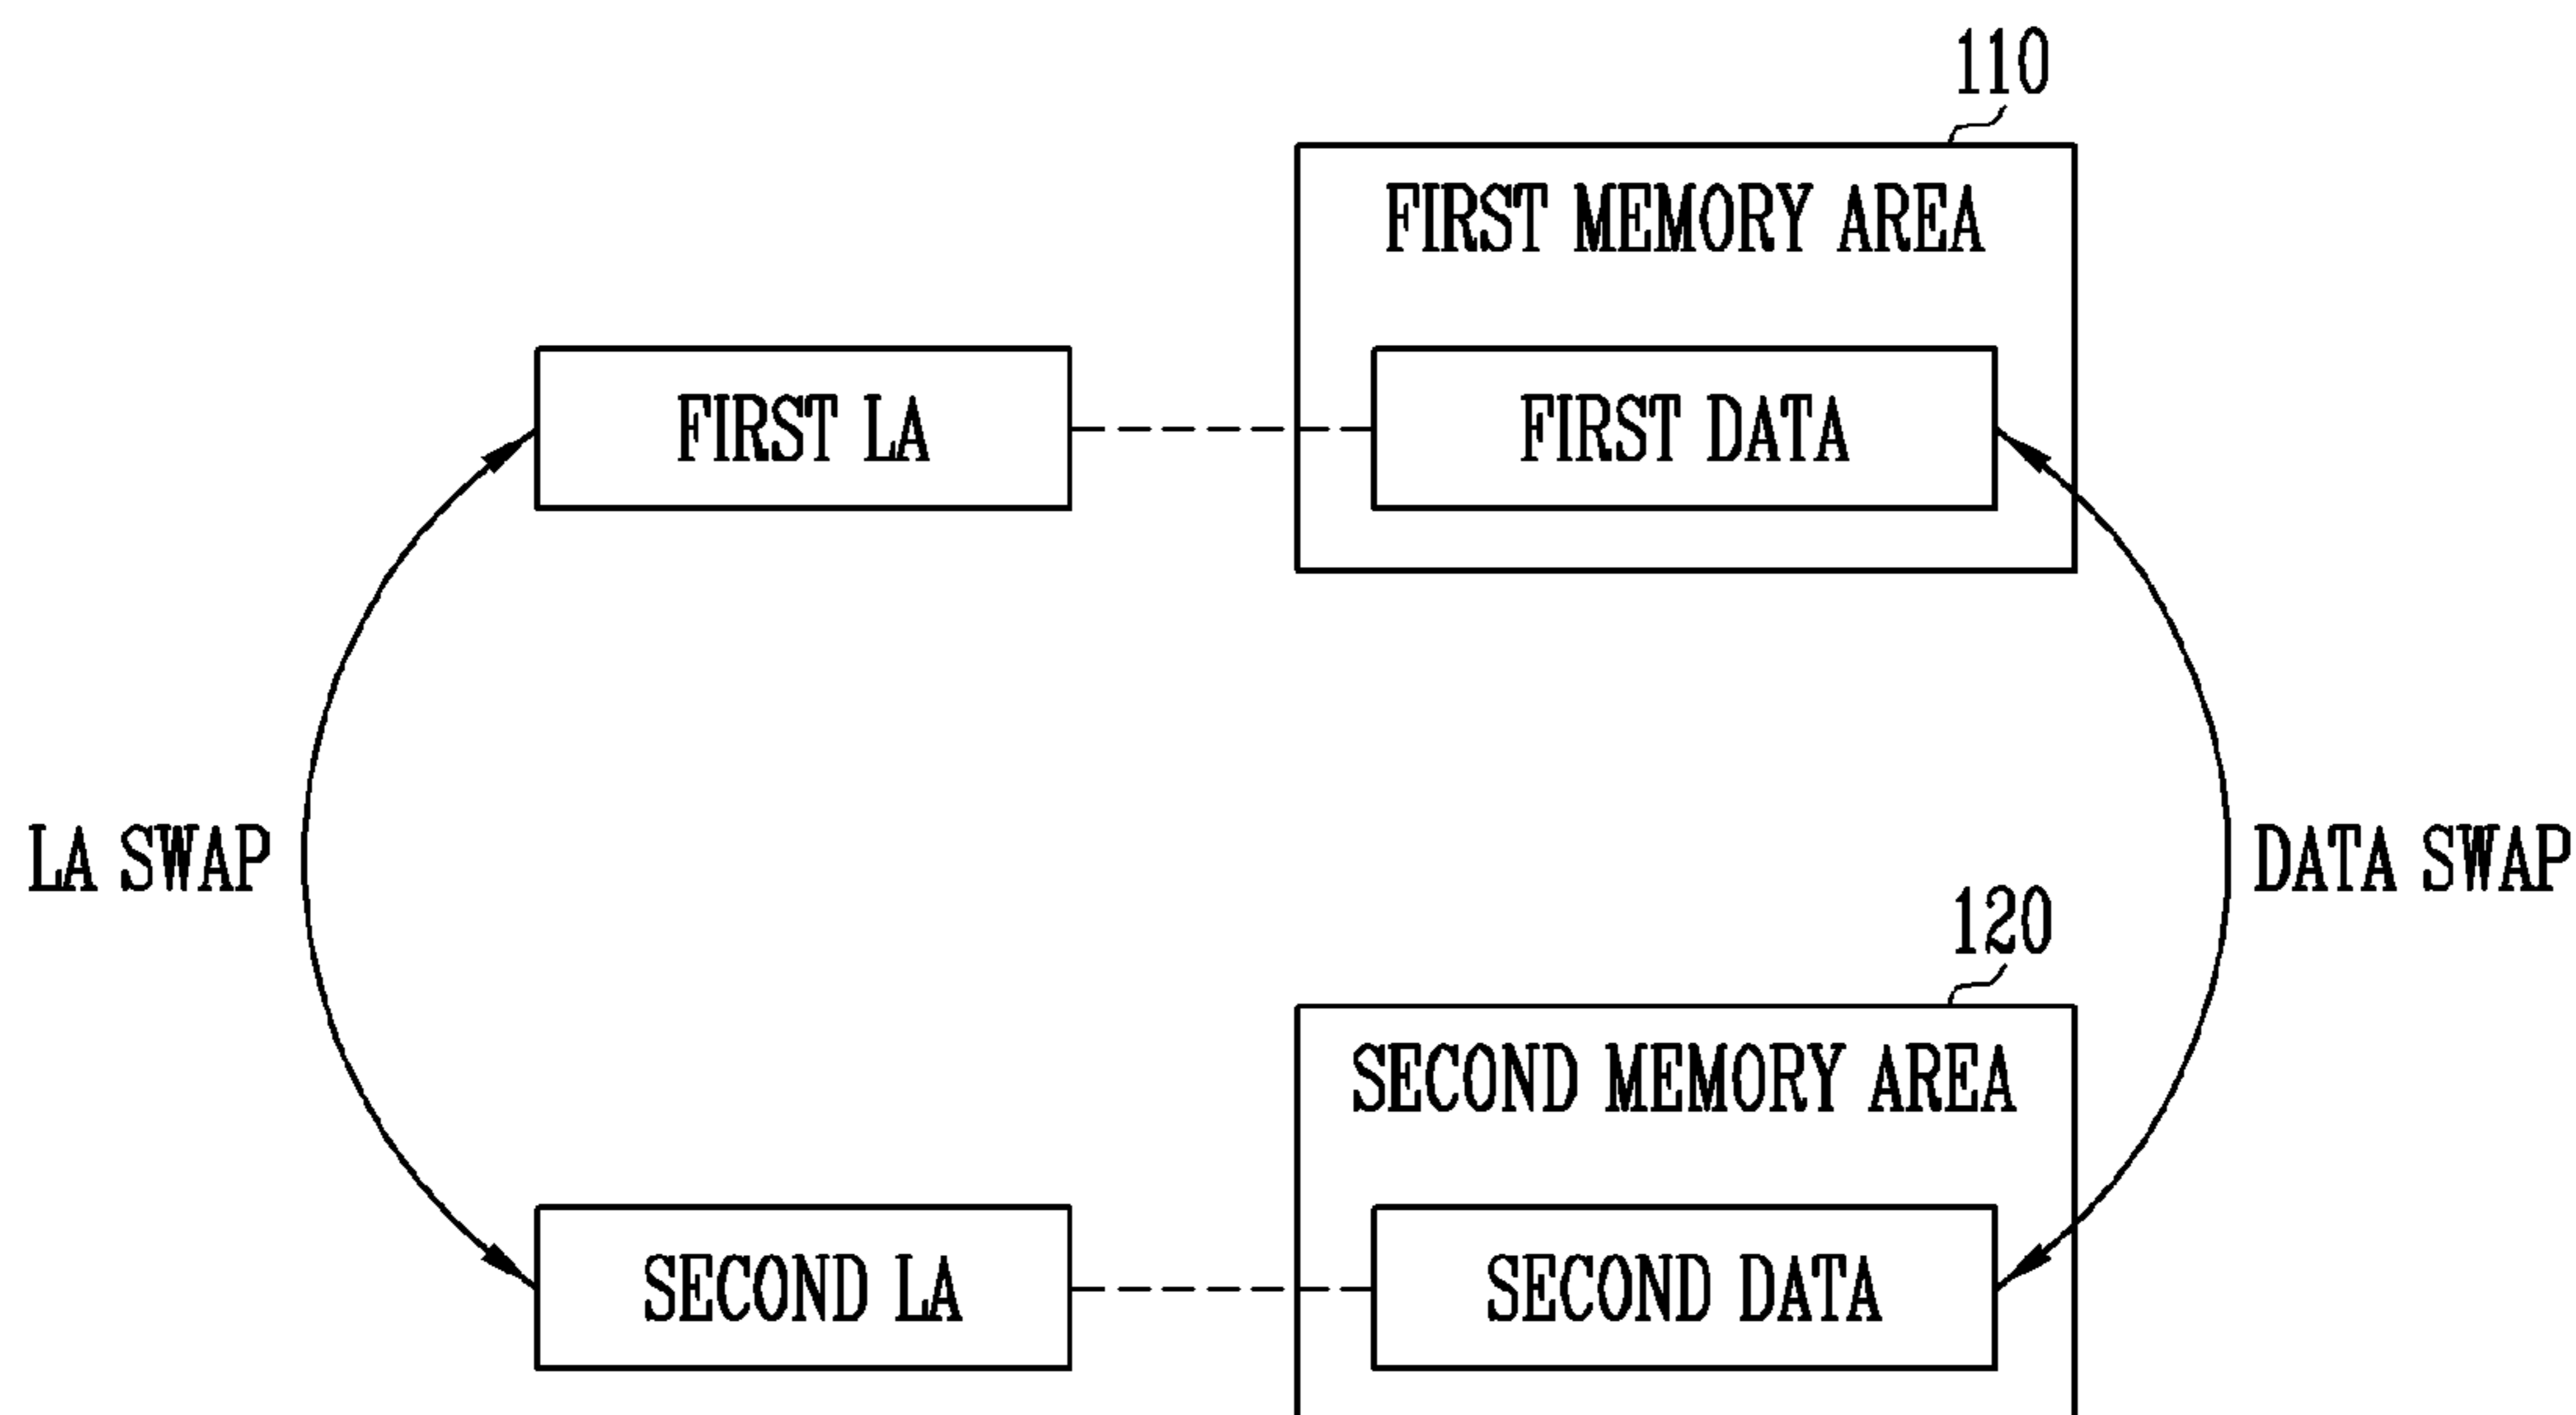 110
FIRST MEMORY AREA
FIRST LA
FIRST DATA
LA SWAP
DATA SWAP
120
SECOND MEMORY AREA
SECOND LA
SECOND DATA